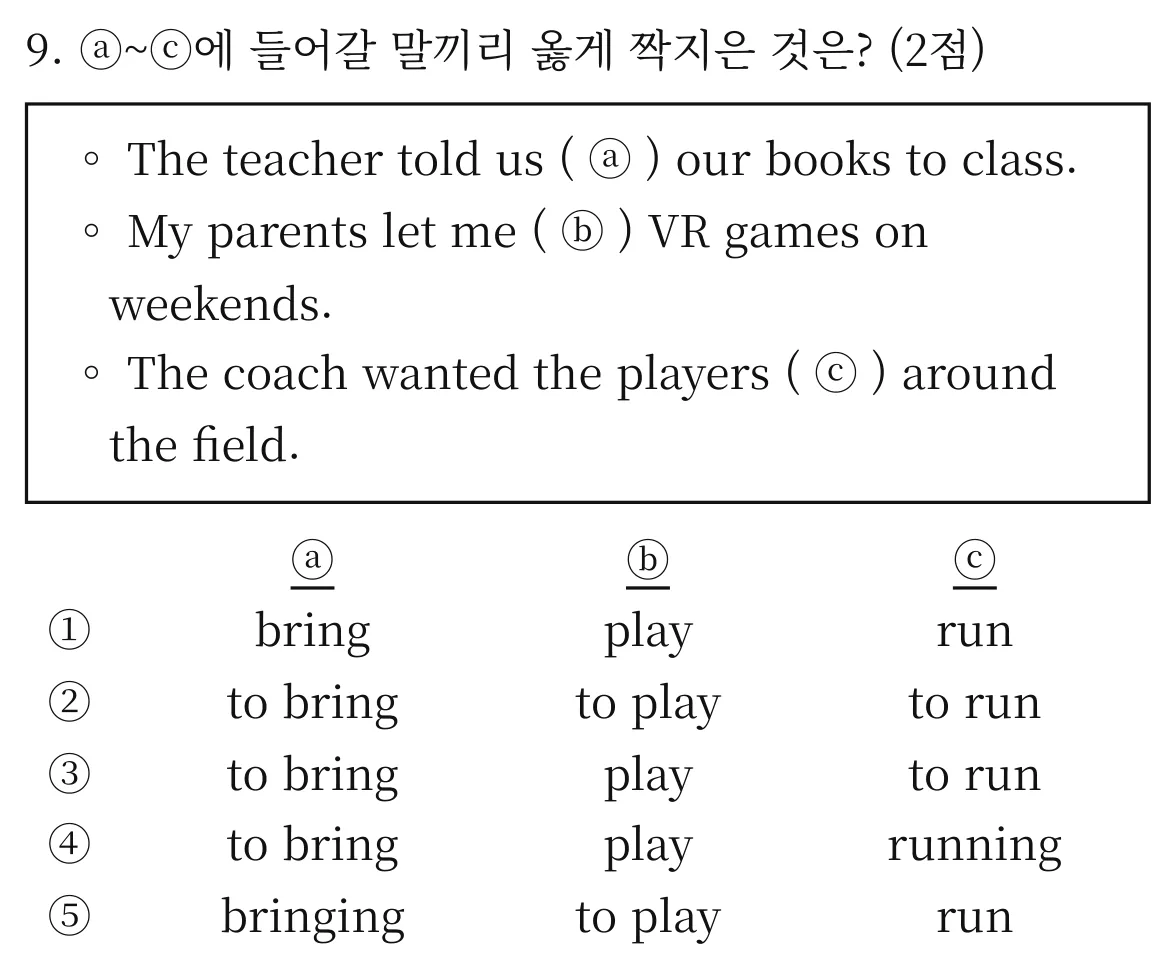 9. ⓐ~ⓒ에 들어갈 말끼리 옳게 짝지은 것은? (2점)
◦ The teacher told us ( ⓐ ) our books to class.
◦ My parents let me ( ⓑ ) VR games on
weekends.
◦ The coach wanted the players ( ⓒ ) around
the field.
ⓐ ⓑ ⓒ
① bring play run
② to bring to play to run
③ to bring play to run
④ to bring play running
⑤ bringing to play run